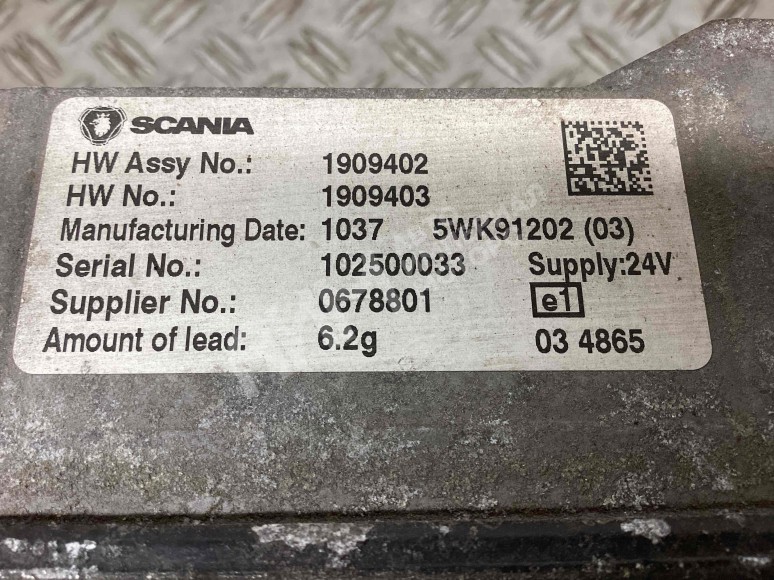 SCANIA
HW Assy No.: 1909402
HW No.: 1909403
Manufacturing Date: 1037 5WK91202 (03)
Serial No.: 102500033 Supply:24V
Supplier No.: 0678801 e1
Amount of lead: 6.2g 03 4865